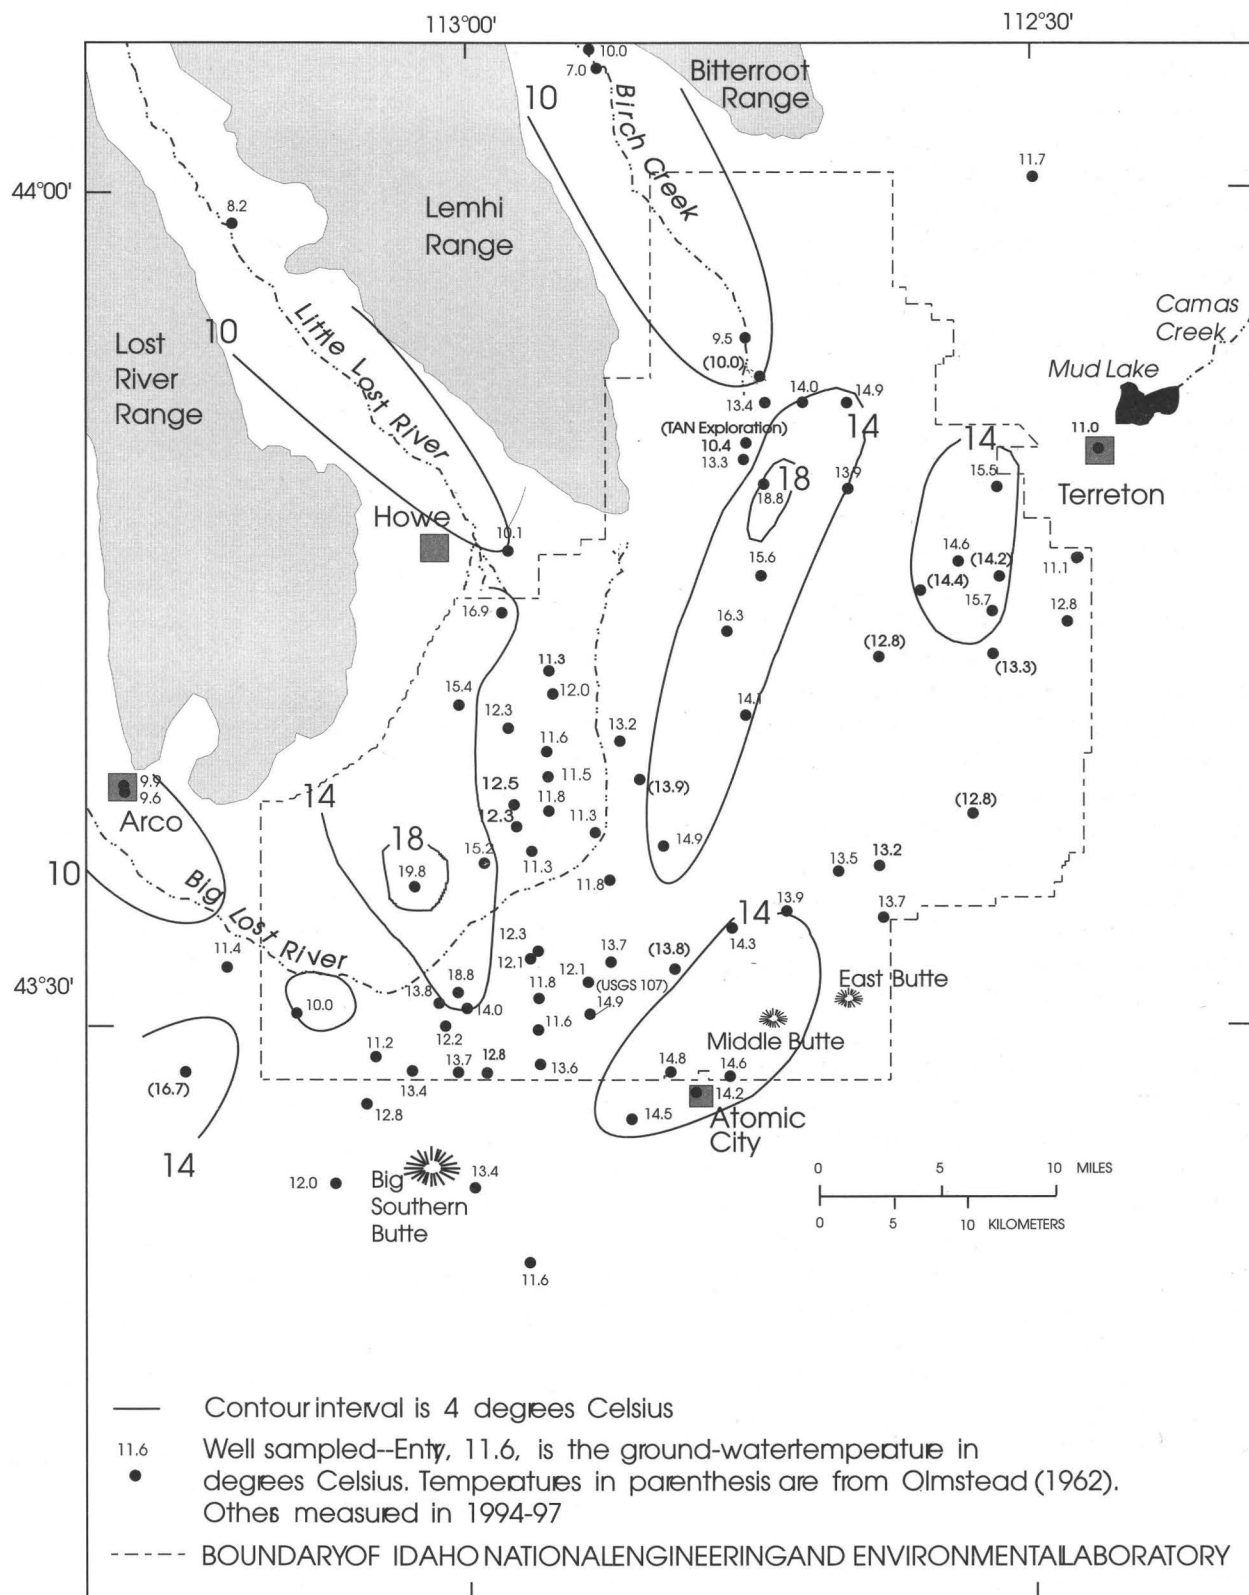 113°00'
112°30'
10.0
7.0
Bitterroot
Range
10
Birch Creek
11.7
44°00'
8.2
Lemhi
Range
Camas
Creek
10
Little Lost River
Lost
River
Range
9.5
(10.0)
Mud Lake
13.4
14.0
14.9
(TAN Exploration)
10.4
13.3
14
14
11.0
18
18.8
13.9
15.5
Terreton
Howe
10.1
14.6
(14.2)
11.1
15.6
(14.4)
16.9
15.7
12.8
16.3
11.3
(12.8)
(13.3)
15.4
12.0
14.1
12.3
13.2
11.6
11.5
(13.9)
9.9
9.6
14
12.5
11.8
(12.8)
Arco
12.3
11.3
18
15.2
14.9
11.3
13.5
13.2
10
19.8
11.8
Big Lost River
14
13.9
13.7
14.3
11.4
12.3
12.1
13.7
(13.8)
43°30'
12.1
(USGS 107)
East Butte
18.8
13.8
11.8
14.9
10.0
14.0
12.2
11.6
Middle Butte
11.2
13.7
12.8
13.6
14.8
14.6
(16.7)
13.4
14.2
12.8
14.5
Atomic
City
14
12.0
Big
Southern
Butte
13.4
0 5 10 MILES
0 5 10 KILOMETERS
11.6
Contour interval is 4 degrees Celsius
11.6 Well sampled--Entry, 11.6, is the ground-water temperature in
degrees Celsius. Temperatures in parenthesis are from Olmstead (1962).
Others measured in 1994-97
BOUNDARY OF IDAHO NATIONAL ENGINEERING AND ENVIRONMENTAL LABORATORY